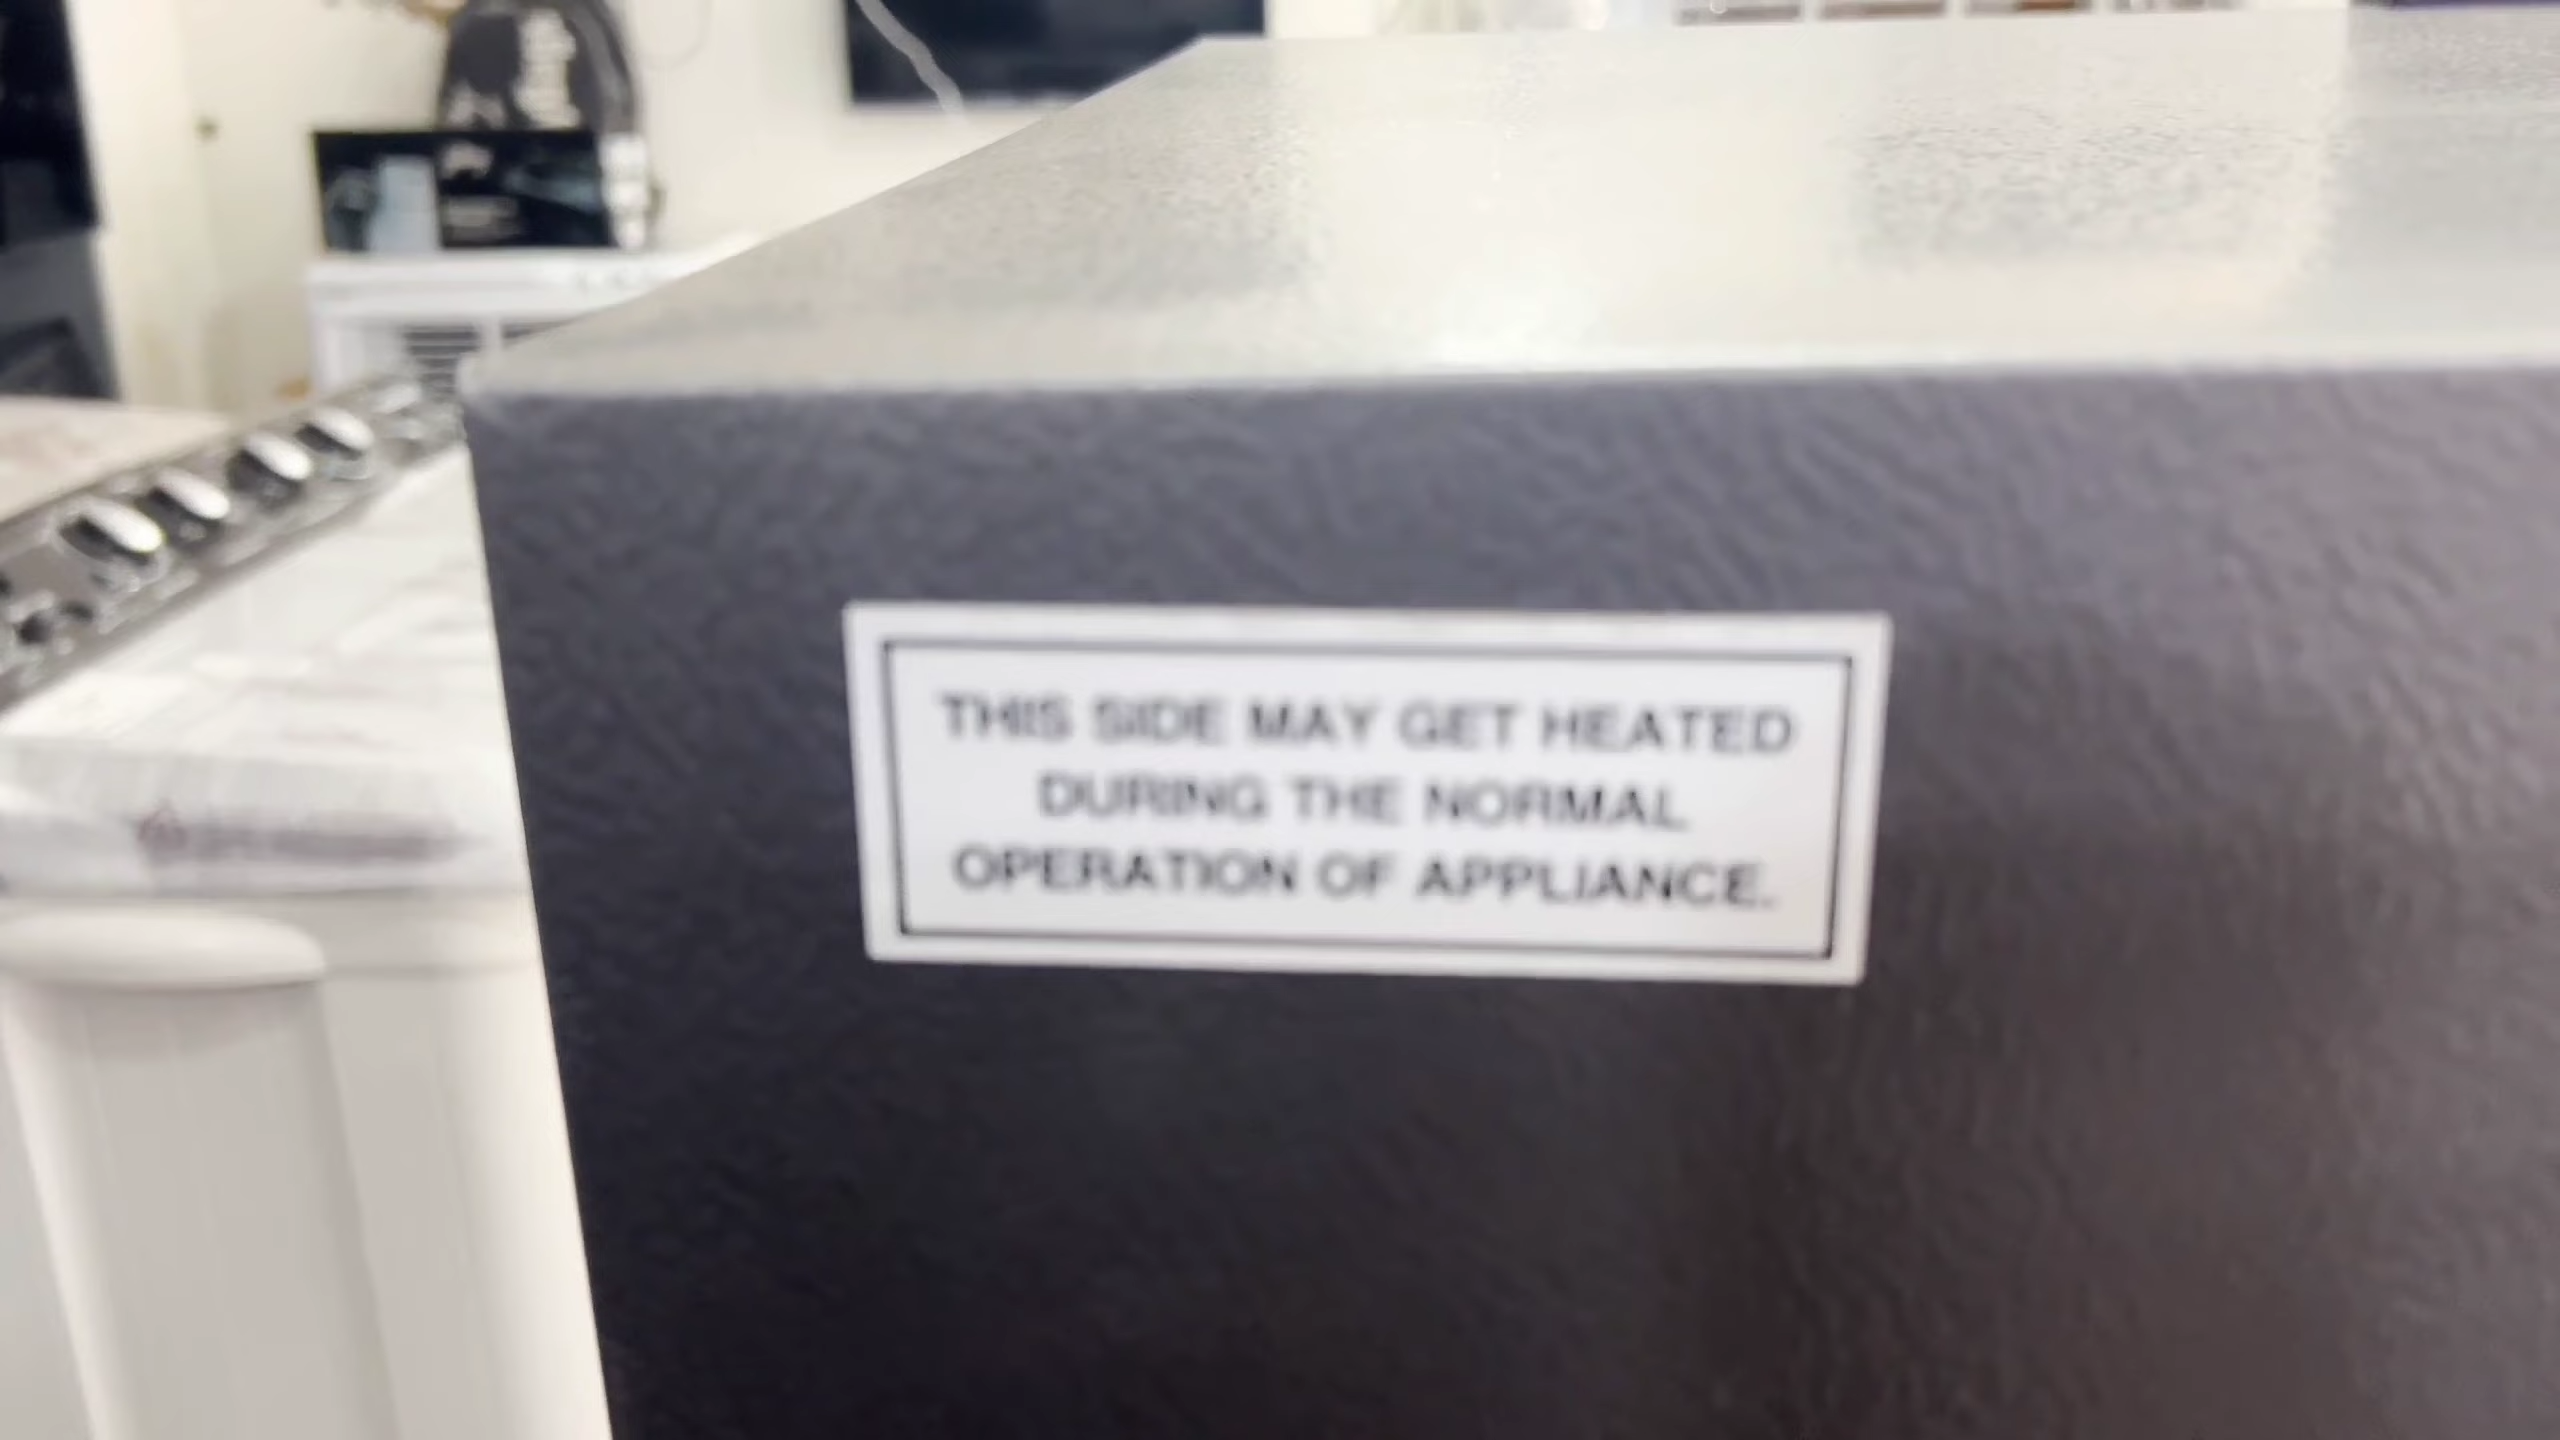 THIS SIDE MAY GET HEATED
DURING THE NORMAL
OPERATION OF APPLIANCE.